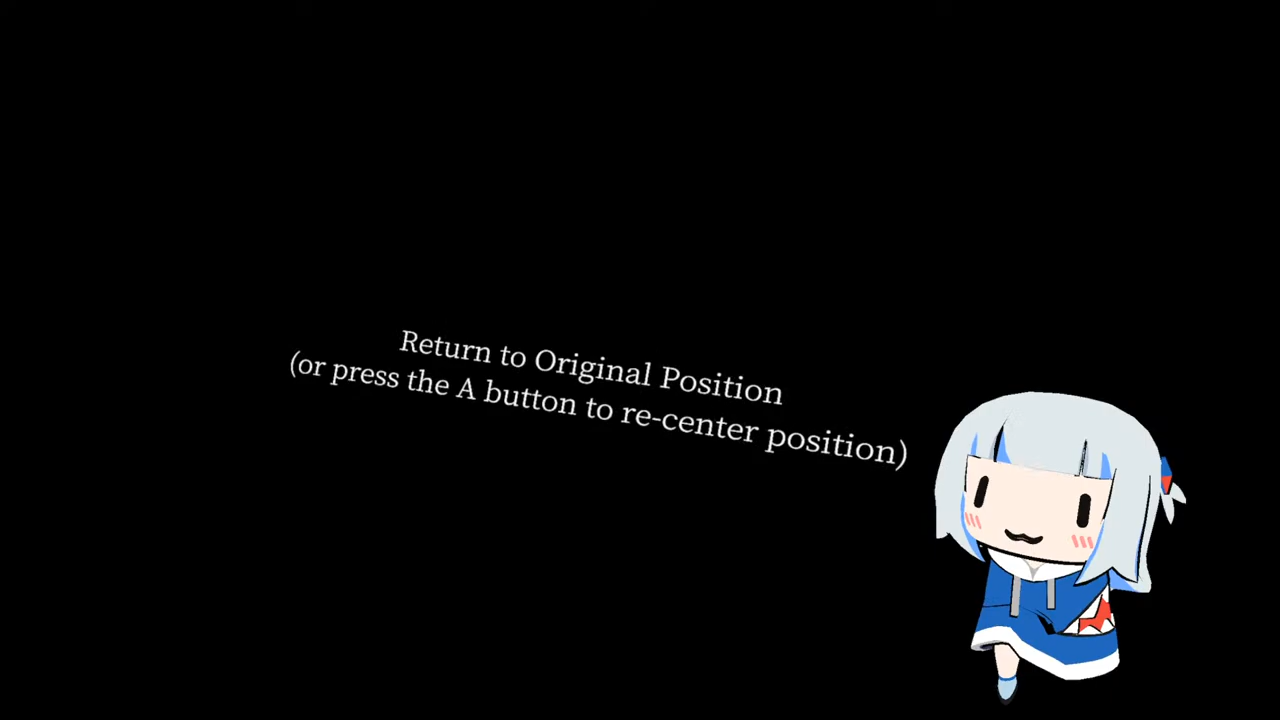 Return to Original Position
(or press the A button to re-center position)